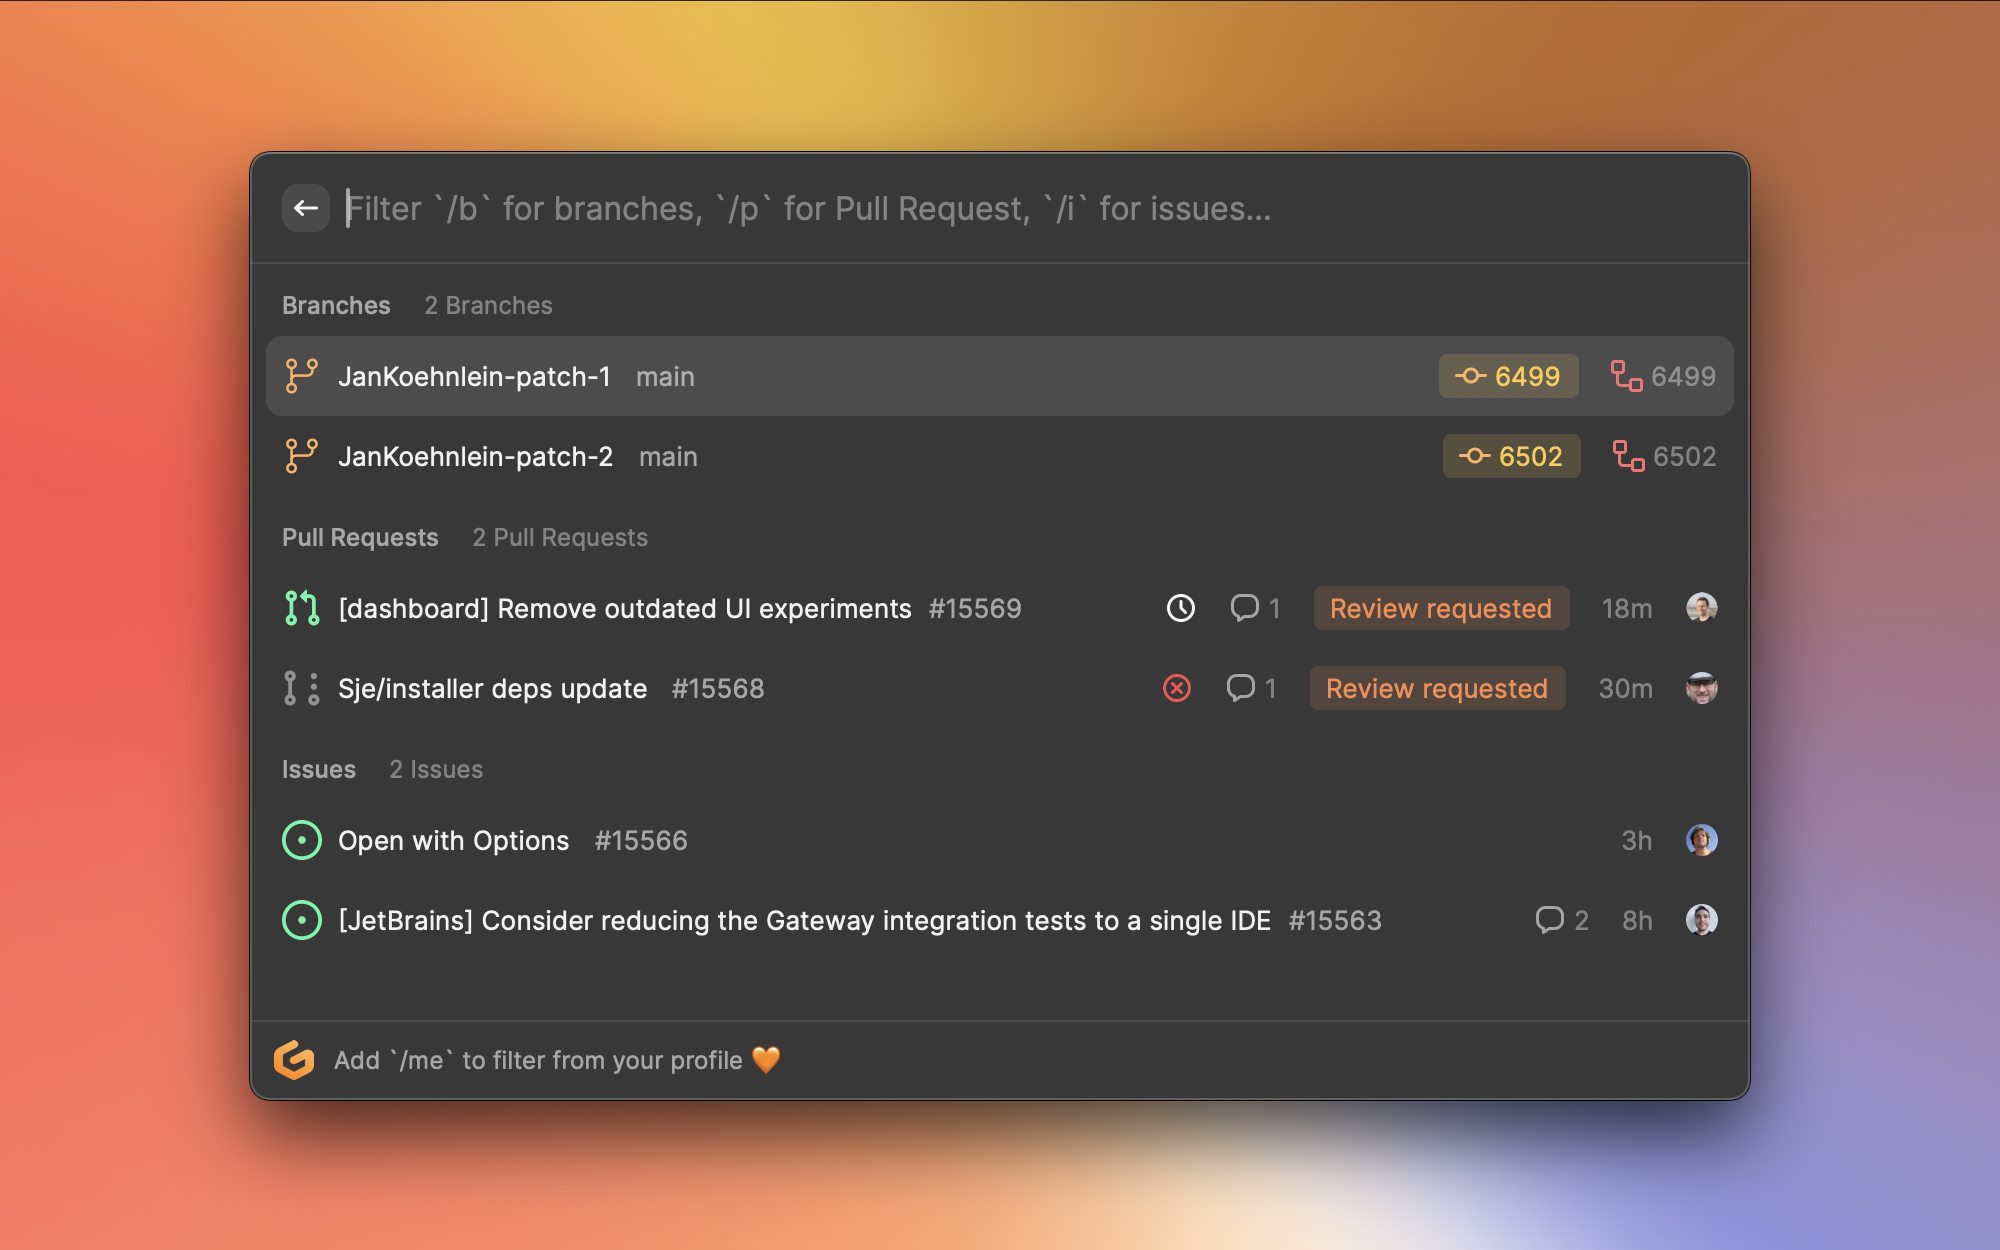 Filter `/b` for branches, `/p` for Pull Request, `/i` for issues...
Branches 2 Branches
JanKoehnlein-patch-1 main 6499 6499
JanKoehnlein-patch-2 main 6502 6502
Pull Requests 2 Pull Requests
[dashboard] Remove outdated UI experiments #15569 1 Review requested 18m
Sje/installer deps update #15568 1 Review requested 30m
Issues 2 Issues
Open with Options #15566 3h
[JetBrains] Consider reducing the Gateway integration tests to a single IDE #15563 2 8h
Add `/me` to filter from your profile 🧡